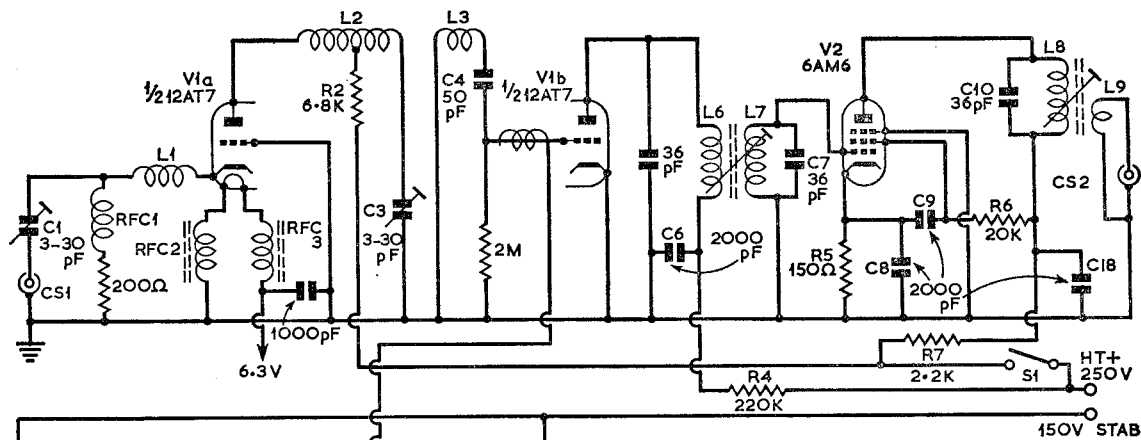 L1
C1
3-30
pF
CS1
RFC1
200Ω
V1a
½12AT7
RFC2
RFC
3
1000pF
6·3V
L2
R2
6·8K
C3
3-30
pF
L3
C4
50
pF
2M
V1b
½12AT7
36
pF
C6
2000
pF
L6
L7
C7
36
pF
V2
6AM6
R5
150Ω
C8
C9
2000
pF
R6
20K
C10
36pF
L8
L9
CS2
C18
R7
2·2K
S1
HT+
250V
R4
220K
150V STAB